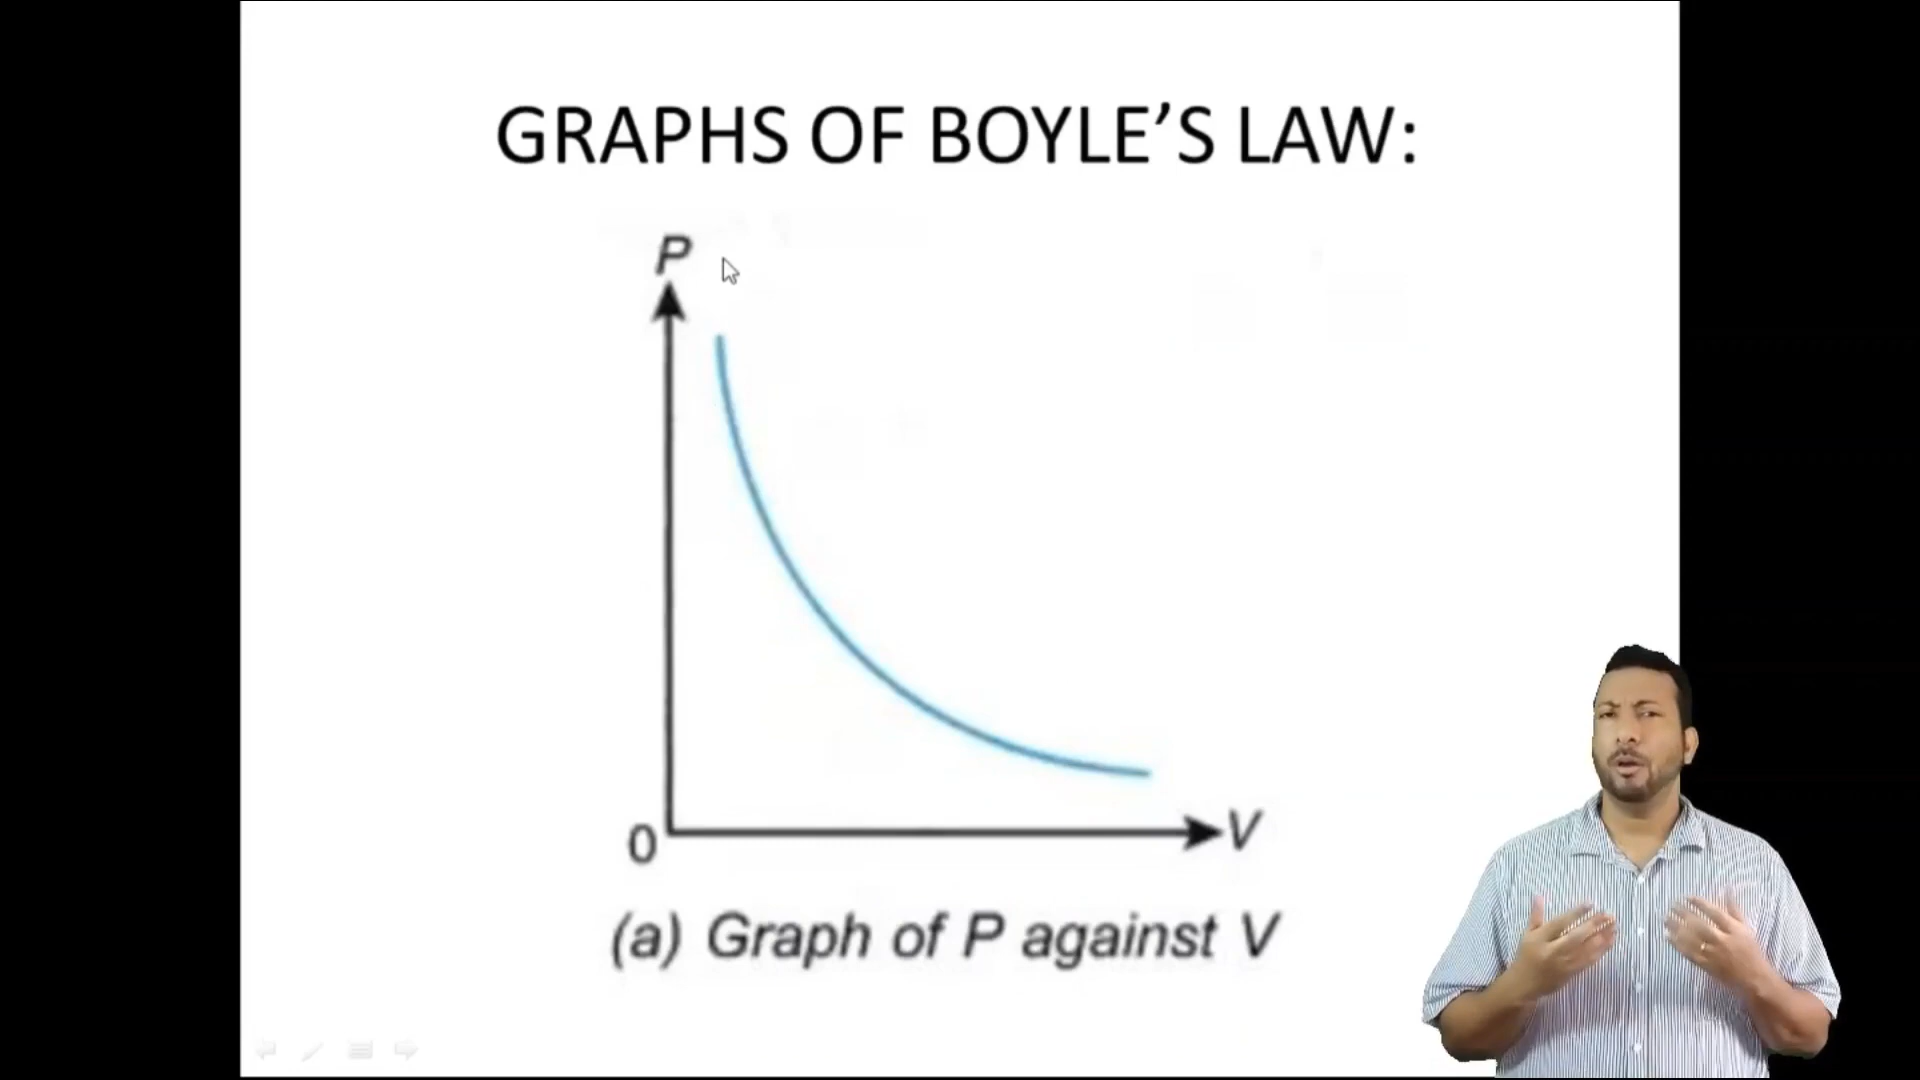 GRAPHS OF BOYLE’S LAW:
P
0
V
(a) Graph of P against V